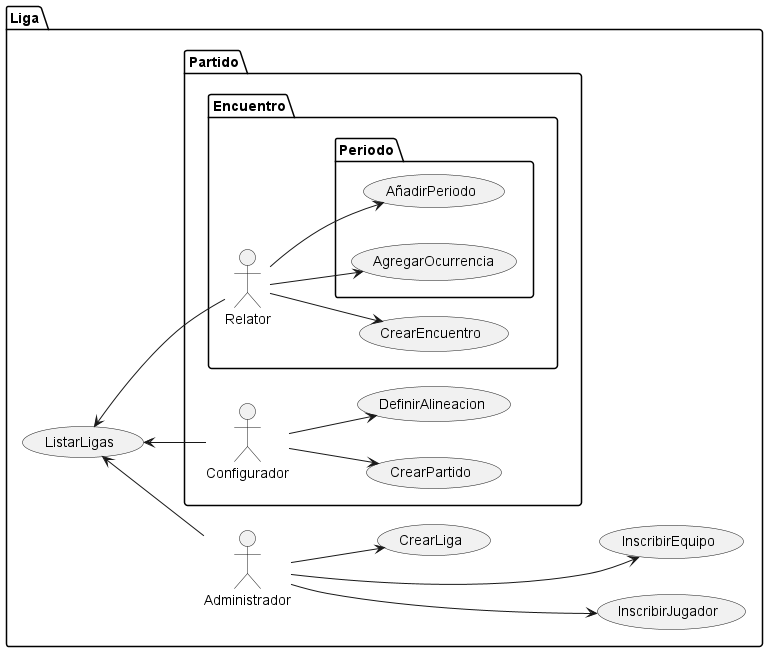 Liga
Partido
Encuentro
Periodo
AñadirPeriodo
AgregarOcurrencia
Relator
CrearEncuentro
DefinirAlineacion
ListarLigas
Configurador
CrearPartido
CrearLiga
InscribirEquipo
Administrador
InscribirJugador